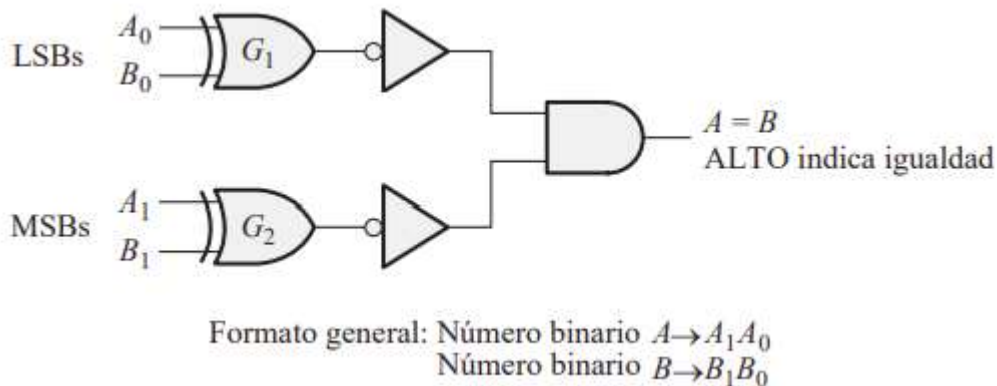 LSBs
A₀
B₀
G₁
A = B
ALTO indica igualdad
MSBs
A₁
B₁
G₂
Formato general: Número binario A→A₁A₀
Número binario B→B₁B₀